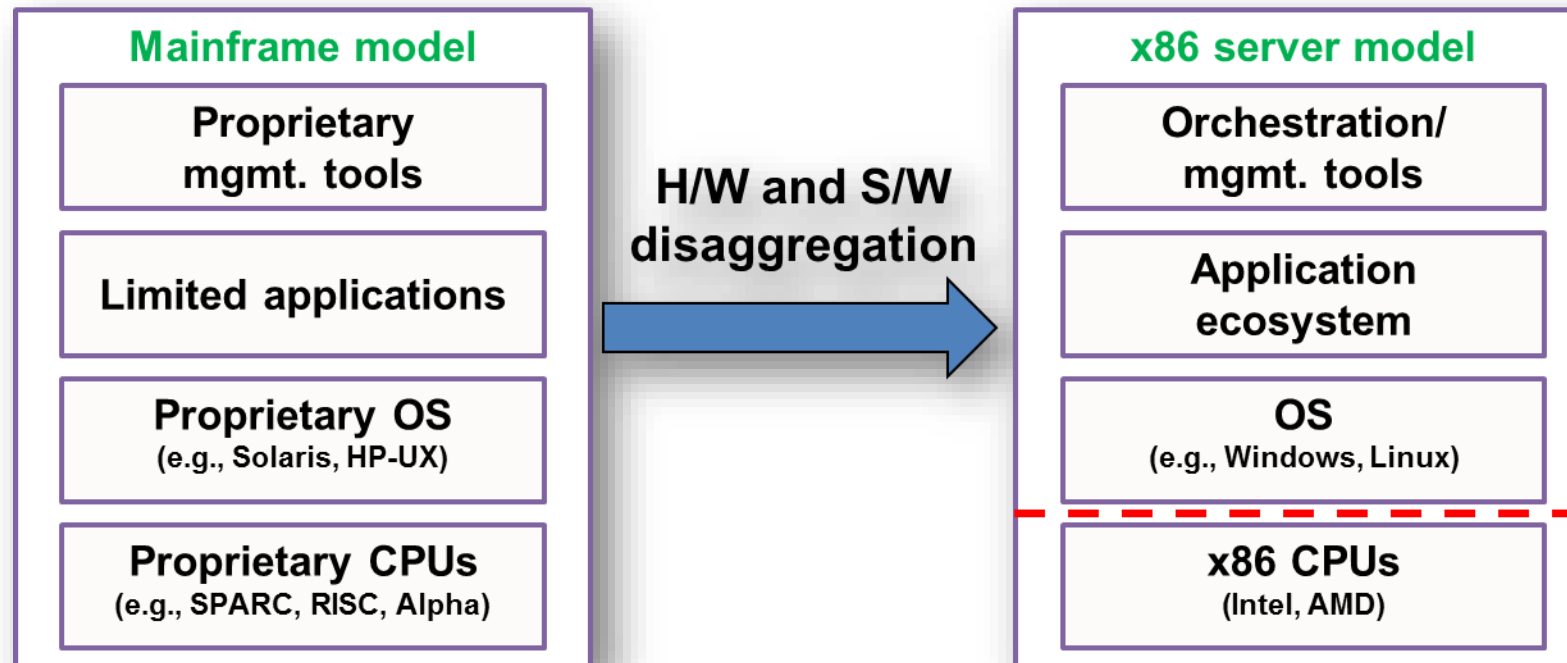 Mainframe model
Proprietary
mgmt. tools
Limited applications
Proprietary OS
(e.g., Solaris, HP-UX)
Proprietary CPUs
(e.g., SPARC, RISC, Alpha)
H/W and S/W
disaggregation
x86 server model
Orchestration/
mgmt. tools
Application
ecosystem
OS
(e.g., Windows, Linux)
x86 CPUs
(Intel, AMD)